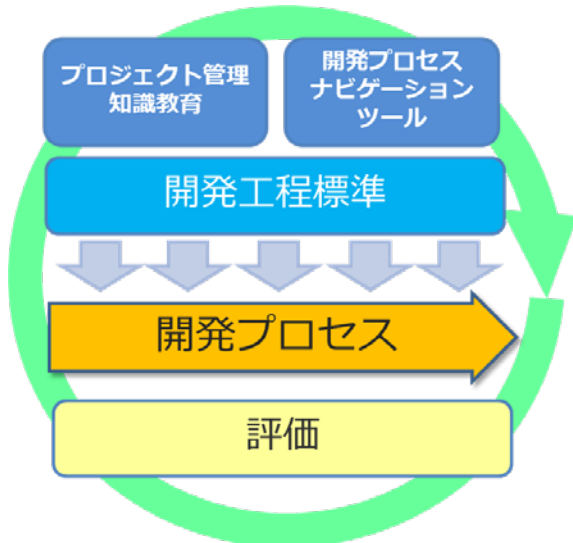 プロジェクト管理
知識教育
開発プロセス
ナビゲーション
ツール
開発工程標準
開発プロセス
評価